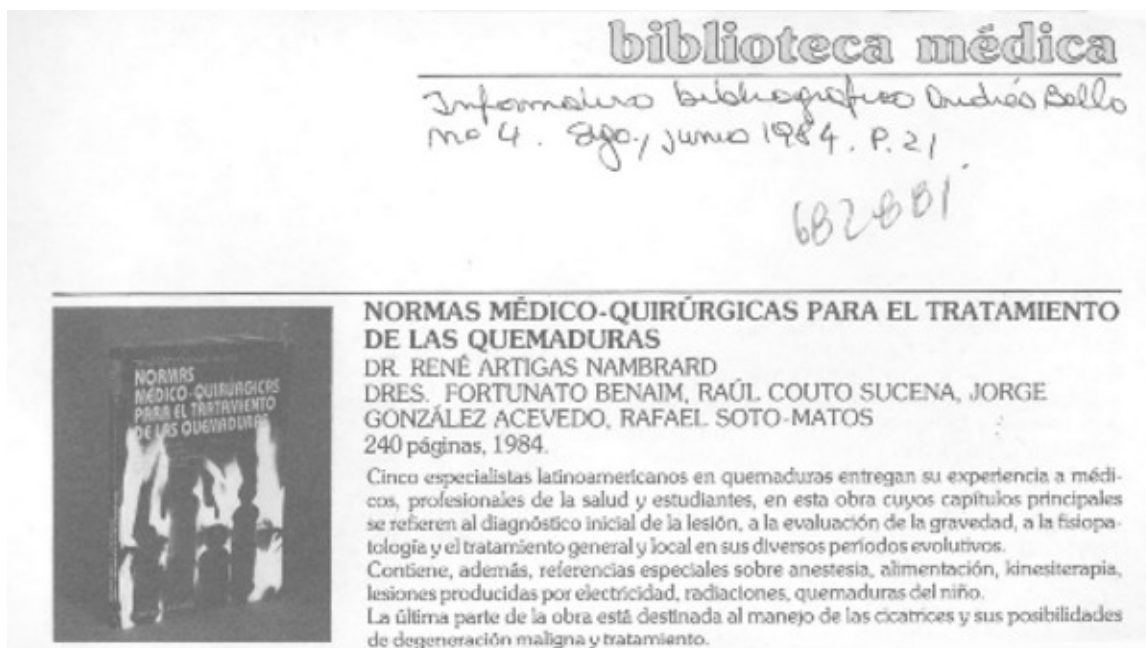 biblioteca médica
Informativo bibliográfico Andrés Bello
no 4. Sgo., junio 1984. P. 21
682881
NORMAS
MÉDICO-QUIRÚRGICAS
PARA EL TRATAMIENTO
DE LAS QUEMADURAS
NORMAS MÉDICO-QUIRÚRGICAS PARA EL TRATAMIENTO
DE LAS QUEMADURAS
DR. RENÉ ARTIGAS NAMBRARD
DRES. FORTUNATO BENAIM, RAÚL COUTO SUCENA, JORGE
GONZÁLEZ ACEVEDO, RAFAEL SOTO-MATOS
240 páginas, 1984.
Cinco especialistas latinoamericanos en quemaduras entregan su experiencia a médi-
cos, profesionales de la salud y estudiantes, en esta obra cuyos capítulos principales
se refieren al diagnóstico inicial de la lesión, a la evaluación de la gravedad, a la fisiopa-
tología y el tratamiento general y local en sus diversos períodos evolutivos.
Contiene, además, referencias especiales sobre anestesia, alimentación, kinesiterapia,
lesiones producidas por electricidad, radiaciones, quemaduras del niño.
La última parte de la obra está destinada al manejo de las cicatrices y sus posibilidades
de degeneración maligna y tratamiento.